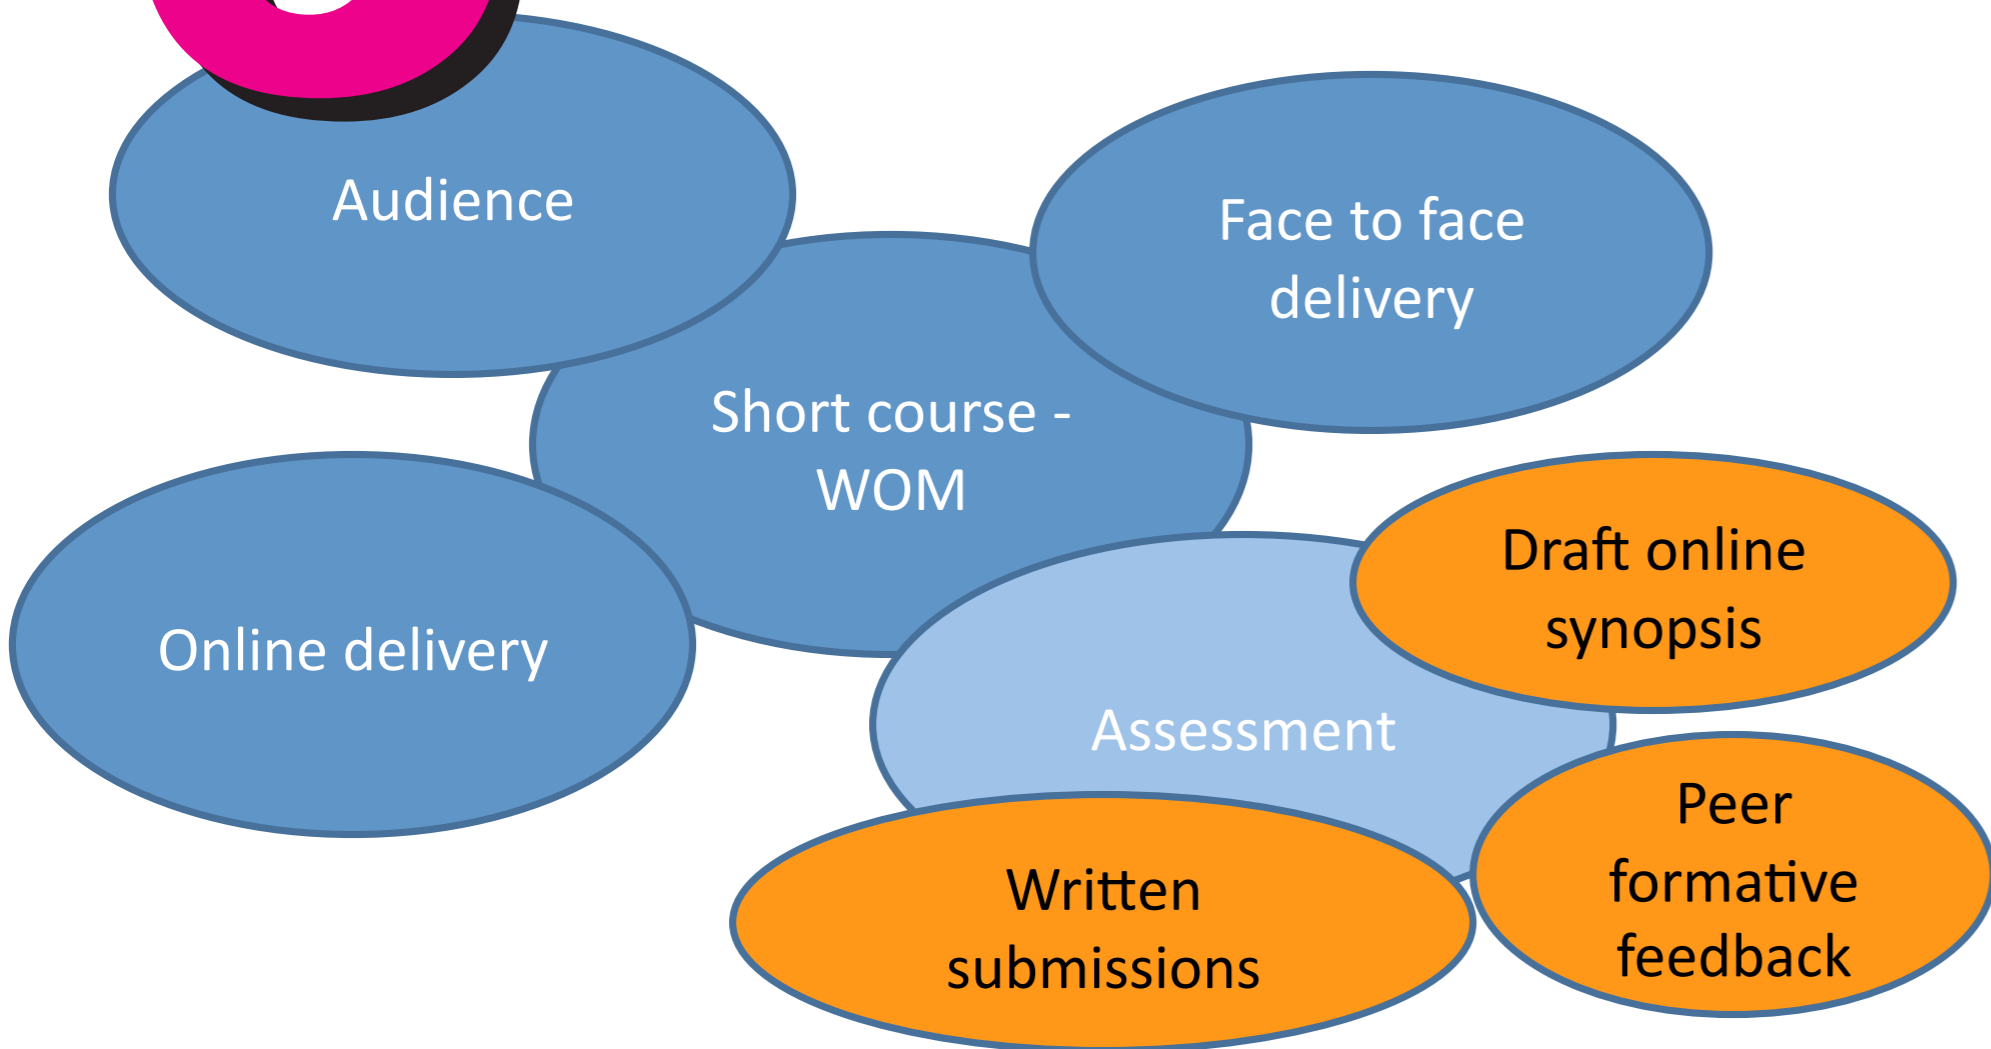 Audience
Face to face
delivery
Short course -
WOM
Online delivery
Draft online
synopsis
Assessment
Peer
formative
feedback
Written
submissions